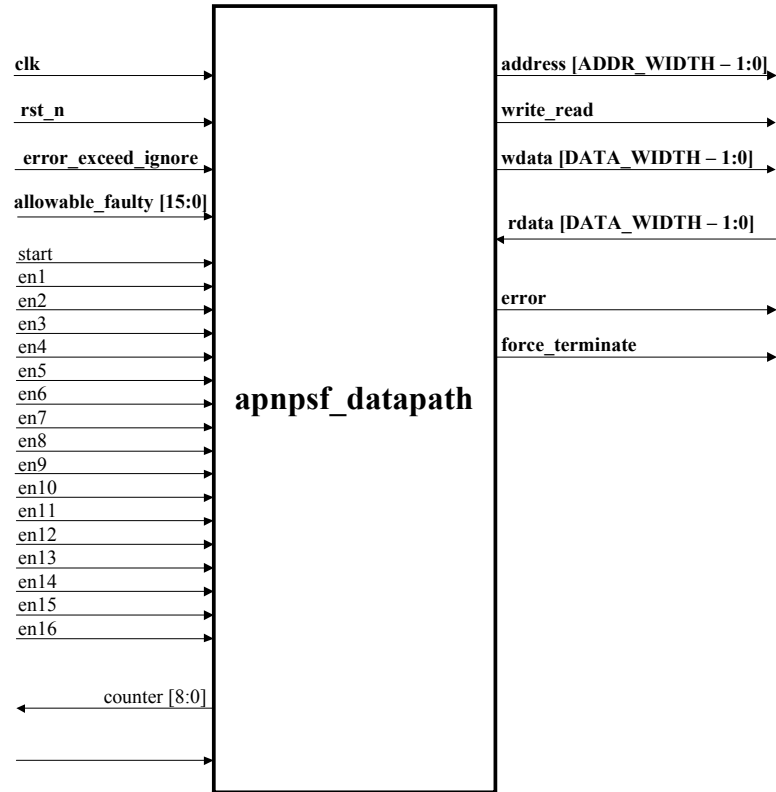 clk
rst_n
error_exceed_ignore
allowable_faulty [15:0]
start
en1
en2
en3
en4
en5
en6
en7
en8
en9
en10
en11
en12
en13
en14
en15
en16
counter [8:0]
apnpsf_datapath
address [ADDR_WIDTH – 1:0]
write_read
wdata [DATA_WIDTH – 1:0]
rdata [DATA_WIDTH – 1:0]
error
force_terminate